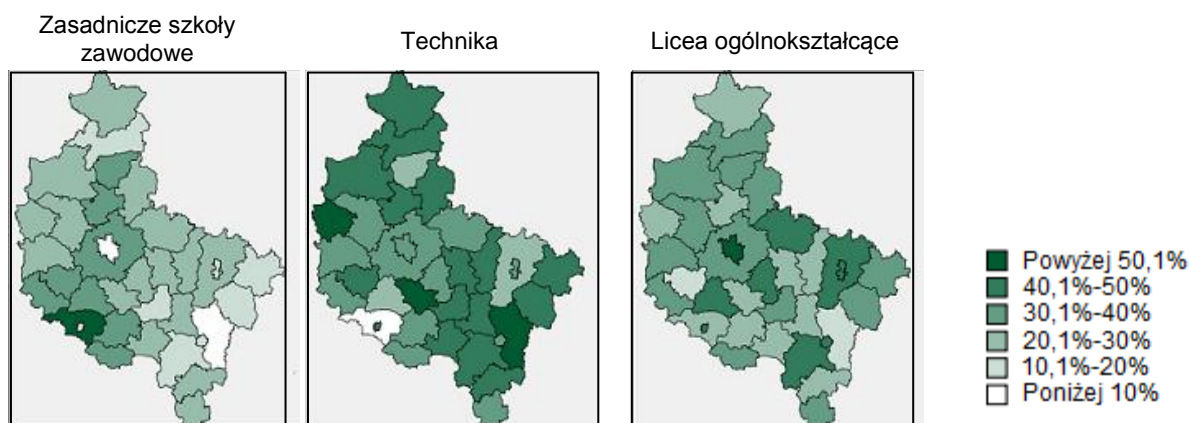 Zasadnicze szkoły
zawodowe
Technika
Licea ogólnokształcące
Powyżej 50,1%
40,1%-50%
30,1%-40%
20,1%-30%
10,1%-20%
Poniżej 10%